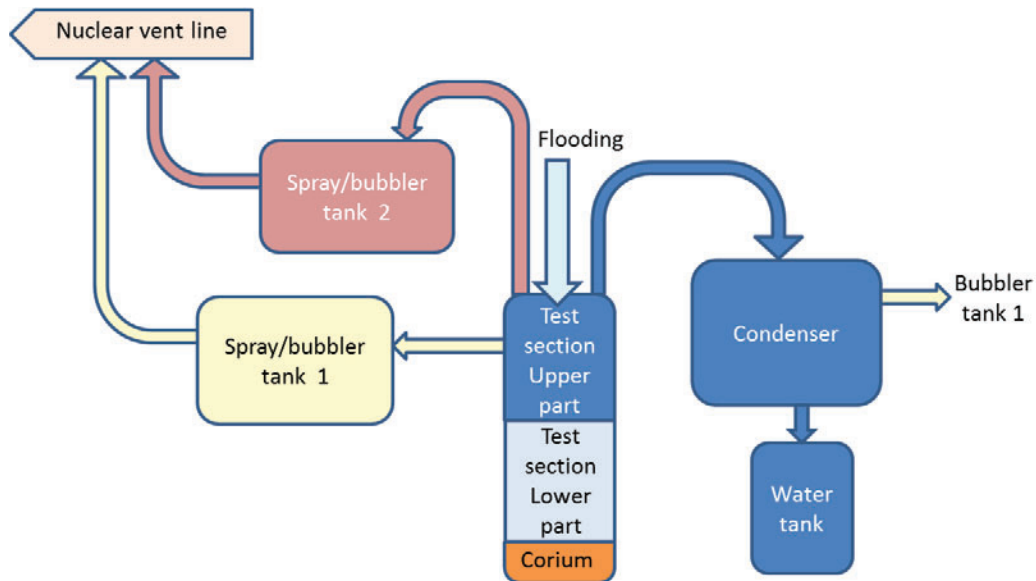 Nuclear vent line
Spray/bubbler
tank 2
Flooding
Spray/bubbler
tank 1
Test
section
Upper
part
Test
section
Lower
part
Corium
Condenser
Bubbler
tank 1
Water
tank